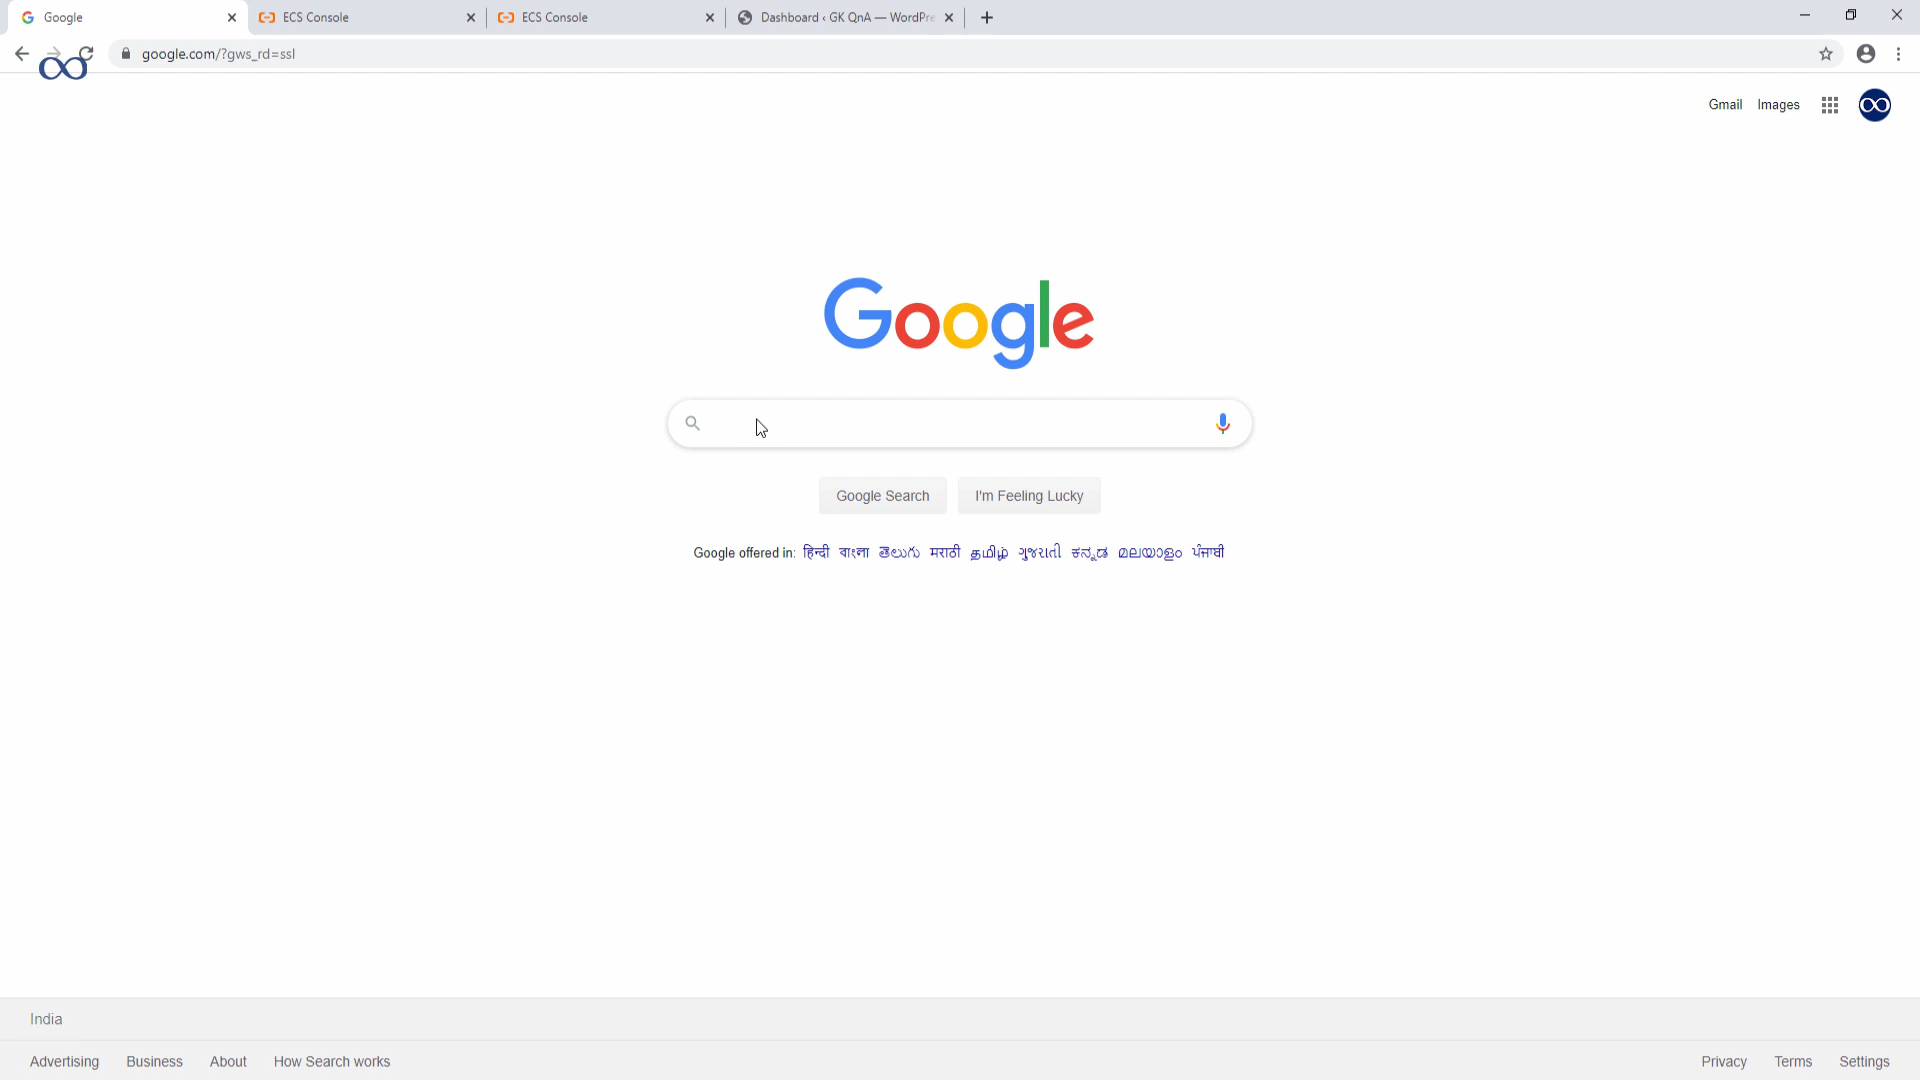 Google
ECS Console
ECS Console
Dashboard ‹ GK QnA — WordPre
google.com/?gws_rd=ssl
Gmail Images
Google
Google Search I'm Feeling Lucky
Google offered in: हिन्दी বাংলা తెలుగు मराठी தமிழ் ગુજરાતી ಕನ್ನಡ മലയാളം ਪੰਜਾਬੀ
India
Advertising Business About How Search works Privacy Terms Settings